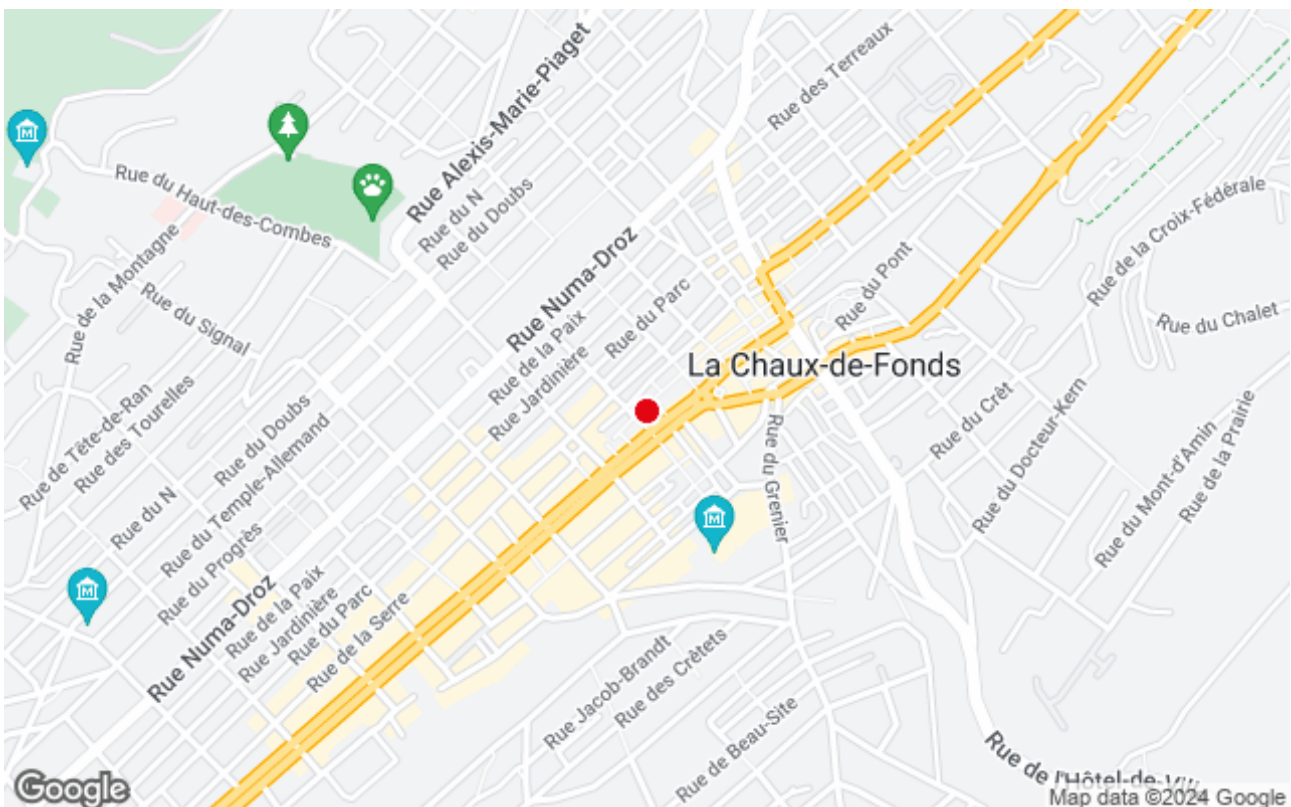 Rue des Terreaux
Rue Alexis-Marie-Piaget
Rue du Haut-des-Combes
Rue du N
Rue du Doubs
Rue de la Croix-Fédérale
Rue de la Montagne
Rue Numa-Droz
Rue du Pont
Rue du Signal
Rue du Parc
Rue de la Paix
Rue Jardinière
Rue du Chalet
La Chaux-de-Fonds
Rue de Tête-de-Ran
Rue des Tourelles
Rue du Doubs
Rue du Temple-Allemand
Rue du Crêt
Rue du Docteur-Kern
Rue du Mont-d'Amin
Rue de la Prairie
Rue du Grenier
Rue du N
Rue du Progrès
Rue Numa-Droz
Rue de la Paix
Rue Jardinière
Rue du Parc
Rue de la Serre
Rue Jacob-Brandt
Rue des Crêtets
Rue de Beau-Site
Rue de l'Hôtel-de-Vill
Google
Map data ©2024 Google
M
M
M